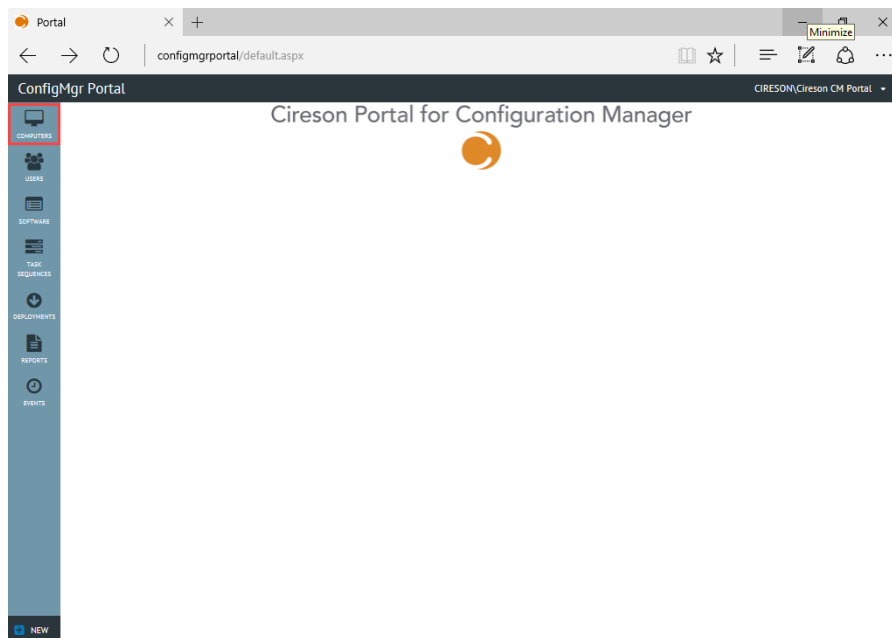 Portal
Minimize
configmgrportal/default.aspx
ConfigMgr Portal
CIRESON\Cireson CM Portal
Cireson Portal for Configuration Manager
COMPUTERS
USERS
SOFTWARE
TASK
SEQUENCES
DEPLOYMENTS
REPORTS
EVENTS
NEW